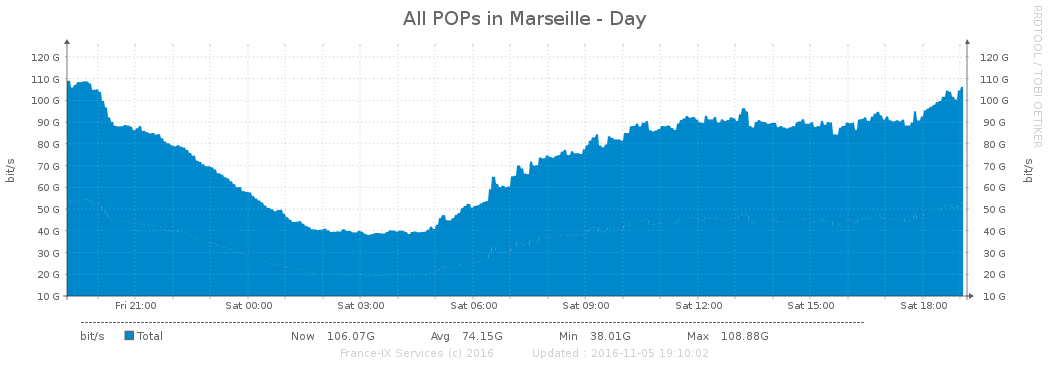 All POPs in Marseille - Day
RRDTOOL / TOBI OETIKER
120 G 120 G
110 G 110 G
100 G 100 G
90 G 90 G
80 G 80 G
70 G 70 G
60 G 60 G
50 G 50 G
40 G 40 G
30 G 30 G
20 G 20 G
10 G 10 G
bit/s bit/s
Fri 21:00 Sat 00:00 Sat 03:00 Sat 06:00 Sat 09:00 Sat 12:00 Sat 15:00 Sat 18:00
bit/s Total Now 106.07G Avg 74.15G Min 38.01G Max 108.88G
France-IX Services (c) 2016 Updated : 2016-11-05 19:10:02